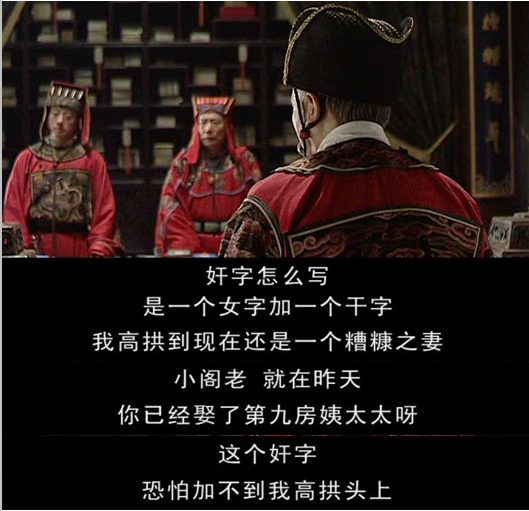 奸字怎么写
是一个女字加一个干字
我高拱到现在还是一个糟糠之妻
小阁老 就在昨天
你已经娶了第九房姨太太呀
这个奸字
恐怕加不到我高拱头上